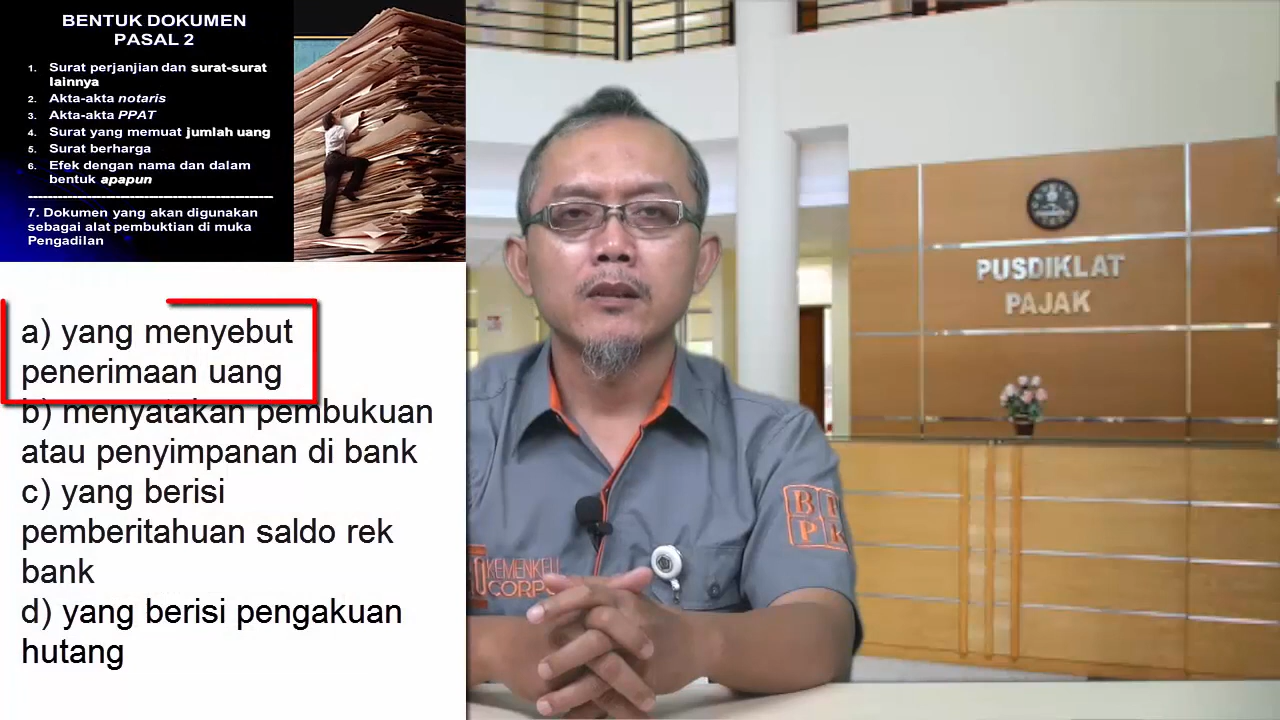 BENTUK DOKUMEN
PASAL 2
1. Surat perjanjian dan surat-surat
lainnya
2. Akta-akta notaris
3. Akta-akta PPAT
4. Surat yang memuat jumlah uang
5. Surat berharga
6. Efek dengan nama dan dalam
bentuk apapun
7. Dokumen yang akan digunakan
sebagai alat pembuktian di muka
Pengadilan
a) yang menyebut
penerimaan uang
b) menyatakan pembukuan
atau penyimpanan di bank
c) yang berisi
pemberitahuan saldo rek
bank
d) yang berisi pengakuan
hutang
PUSDIKLAT
PAJAK
KEMENKEU
CORPU